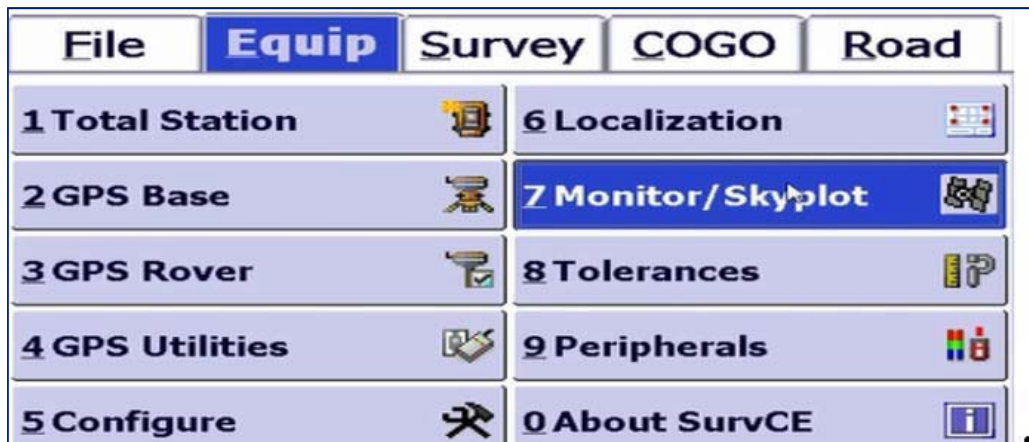 File Equip Survey COGO Road
1 Total Station
2 GPS Base
3 GPS Rover
4 GPS Utilities
5 Configure
6 Localization
7 Monitor/Skyplot
8 Tolerances
9 Peripherals
0 About SurvCE